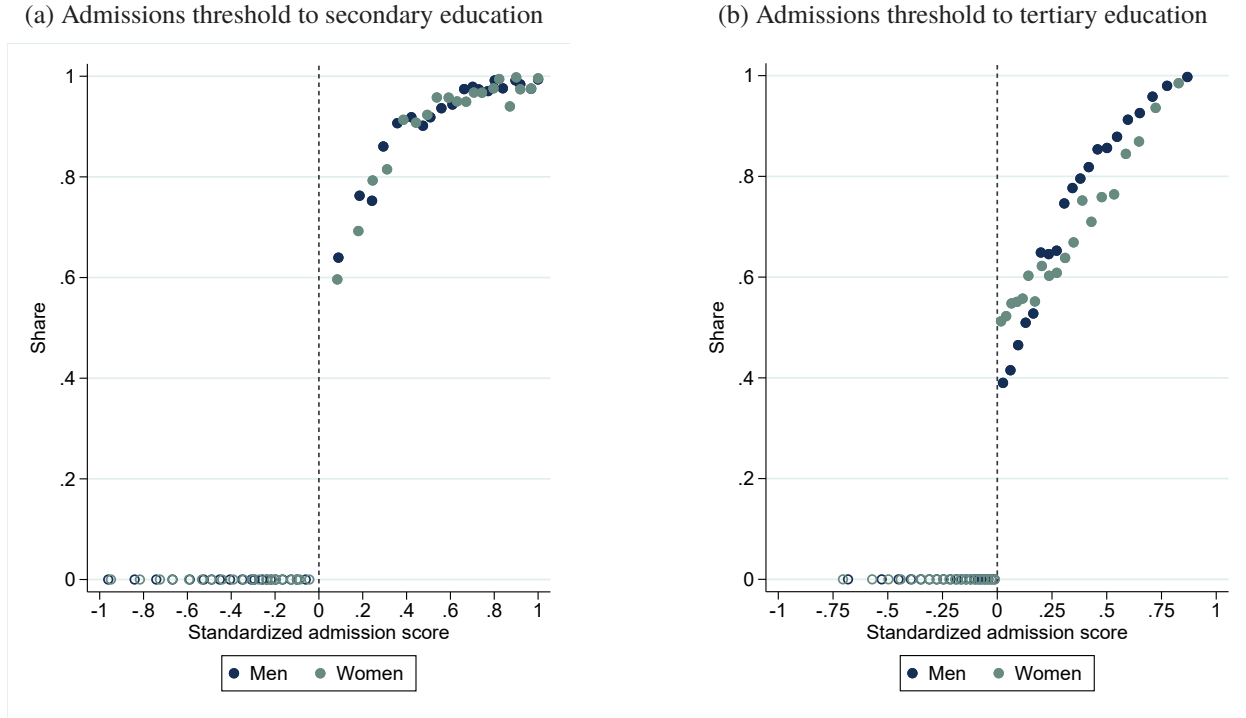 (a) Admissions threshold to secondary education
1
.8
.6
.4
.2
0
Share
-1 -.8 -.6 -.4 -.2 0 .2 .4 .6 .8 1
Standardized admission score
Men Women
(b) Admissions threshold to tertiary education
1
.8
.6
.4
.2
0
Share
-1 -.75 -.5 -.25 0 .25 .5 .75 1
Standardized admission score
Men Women